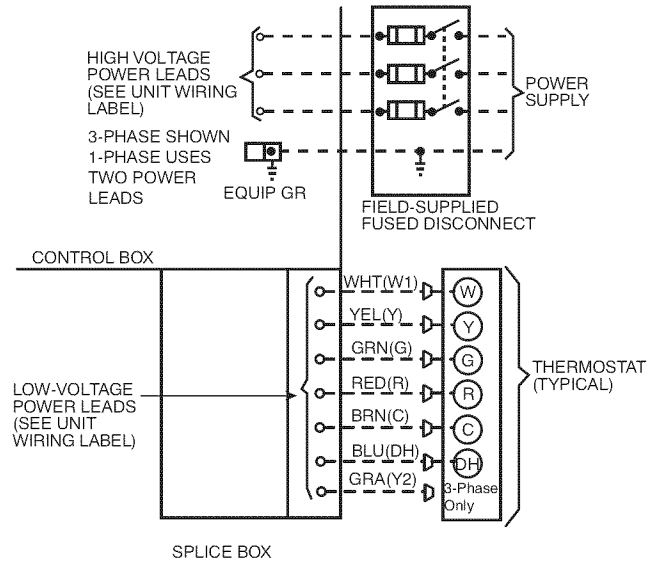 HIGH VOLTAGE
POWER LEADS
(SEE UNIT WIRING
LABEL)
POWER
SUPPLY
3-PHASE SHOWN
1-PHASE USES
TWO POWER
LEADS
EQUIP GR
FIELD-SUPPLIED
FUSED DISCONNECT
CONTROL BOX
WHT(W1)
W
YEL(Y)
Y
GRN(G)
G
RED(R)
R
BRN(C)
C
BLU(DH)
DH
GRA(Y2)
3-Phase
Only
THERMOSTAT
(TYPICAL)
LOW-VOLTAGE
POWER LEADS
(SEE UNIT
WIRING LABEL)
SPLICE BOX